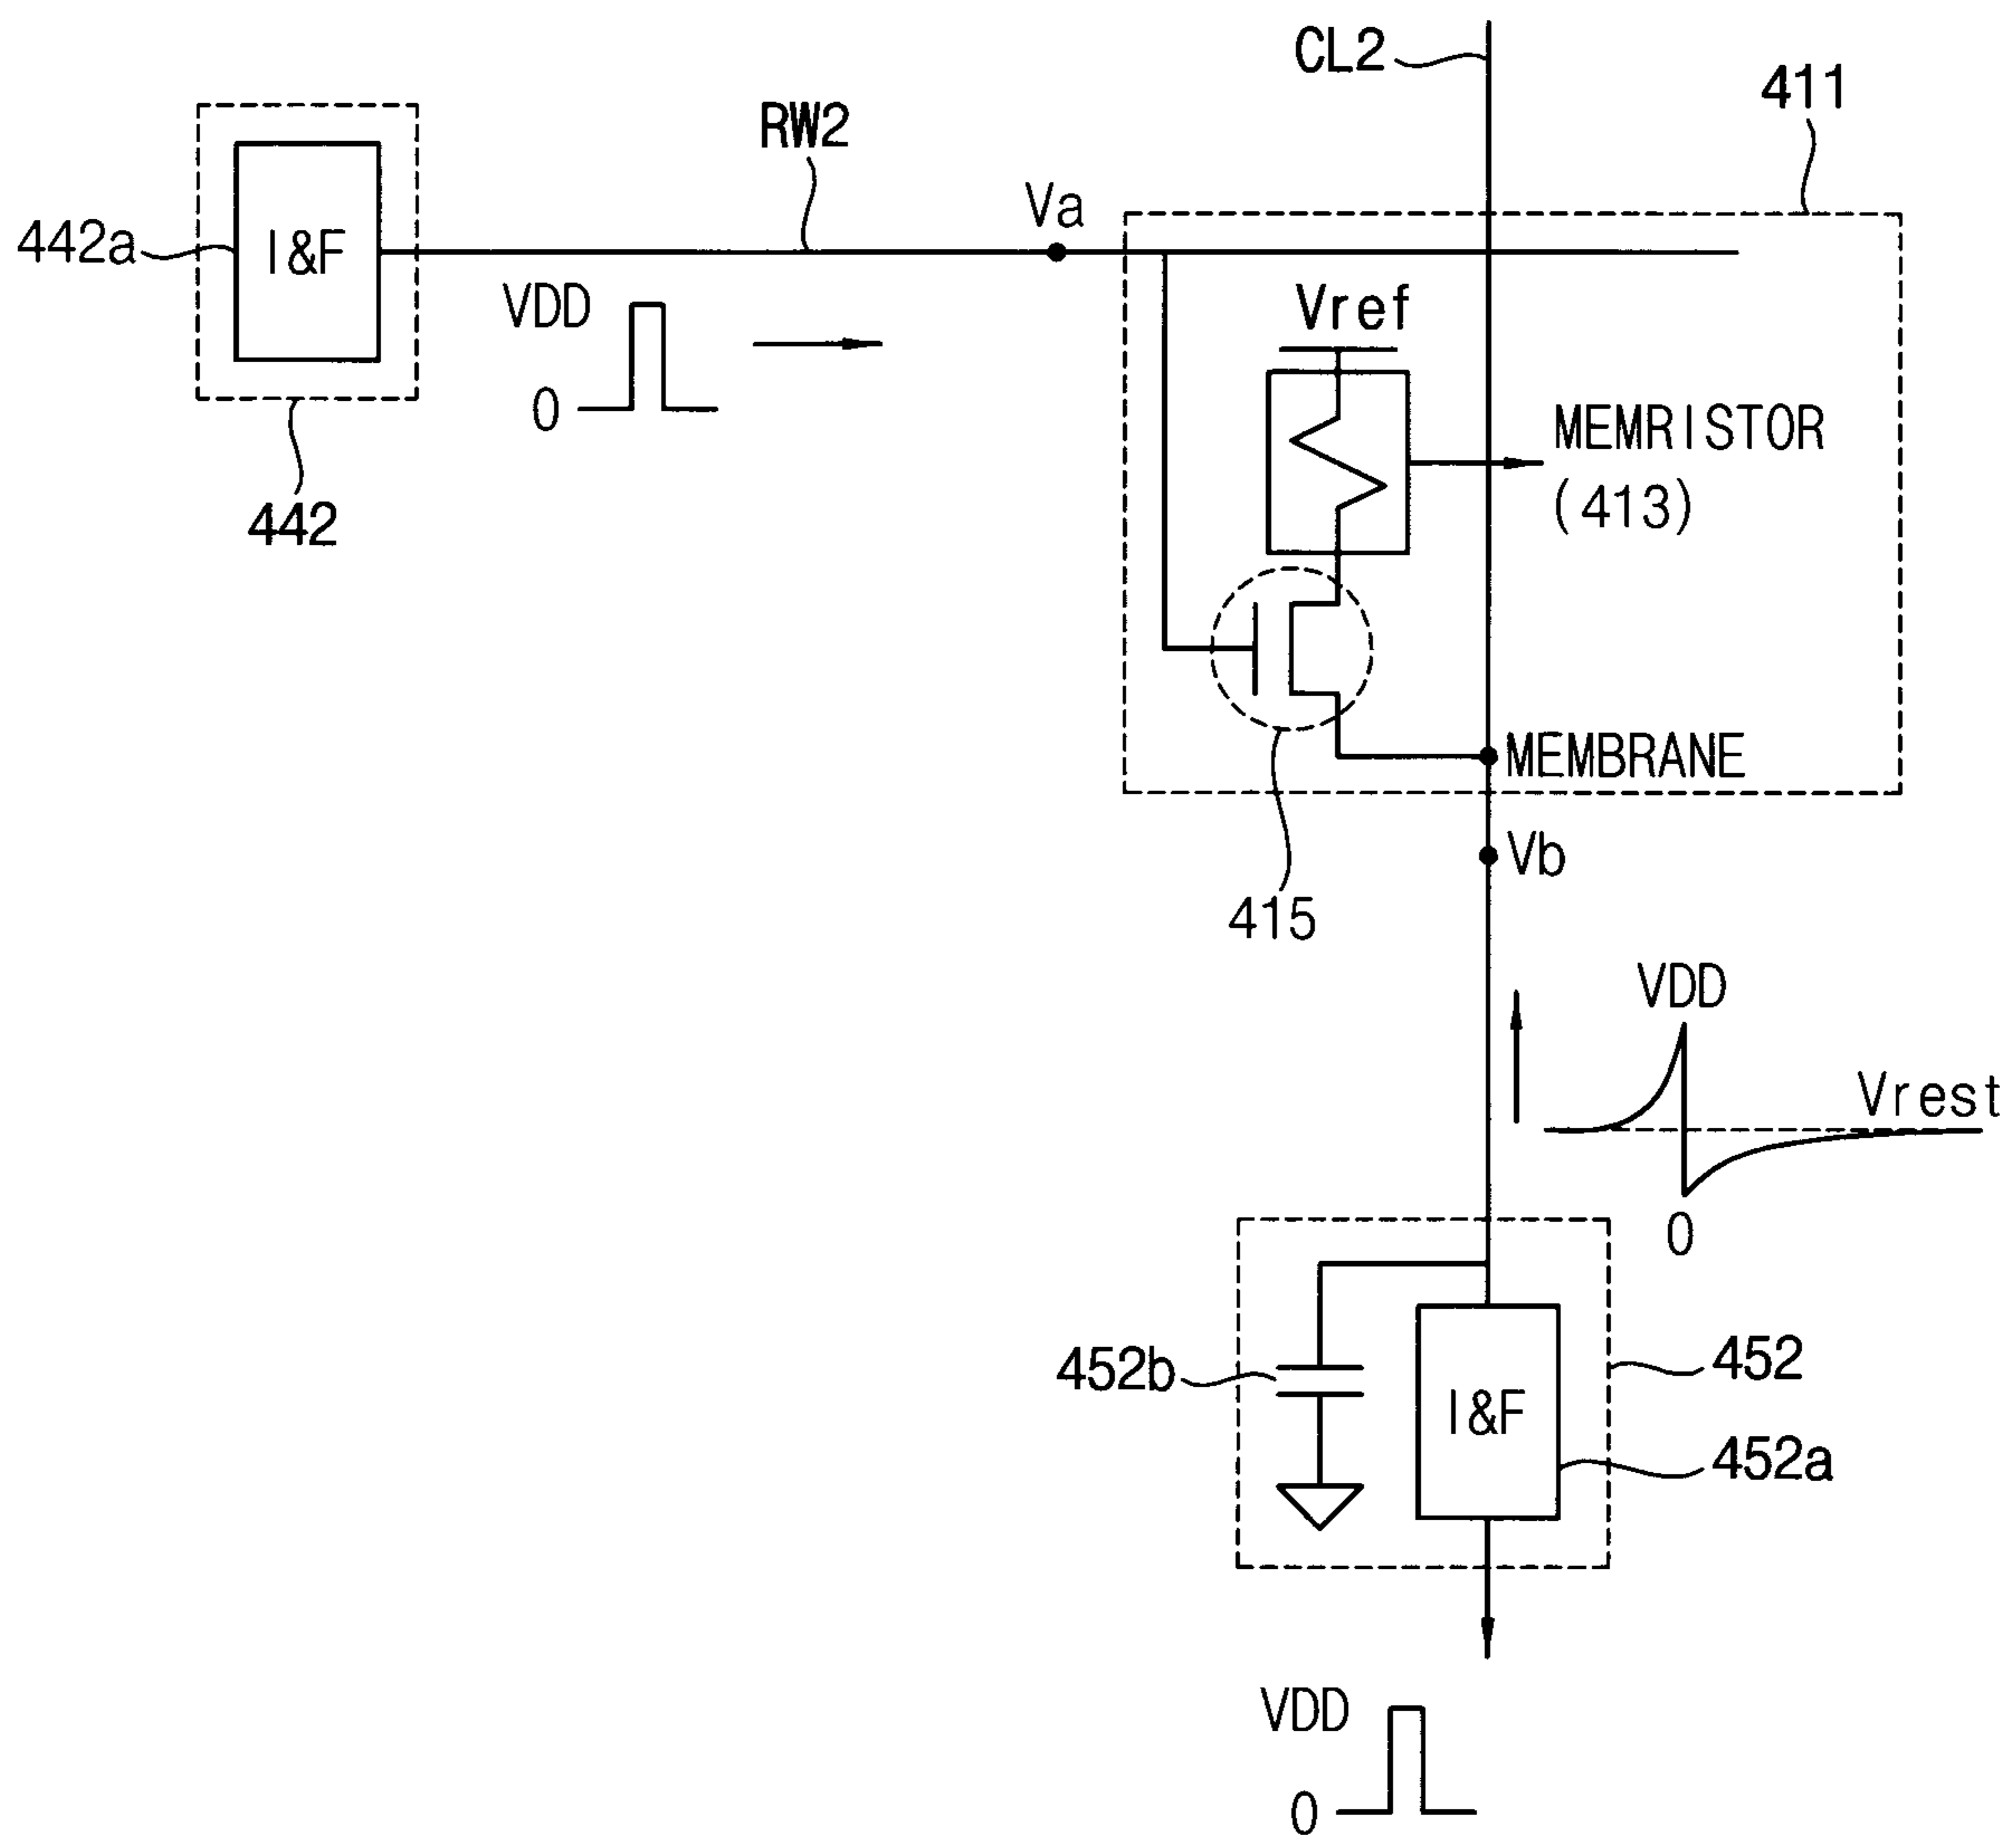 CL2
411
RW2
Va
442a
I&F
VDD
0
Vref
MEMRISTOR
(413)
442
MEMBRANE
Vb
415
VDD
Vrest
0
452b
452
I&F
452a
VDD
0